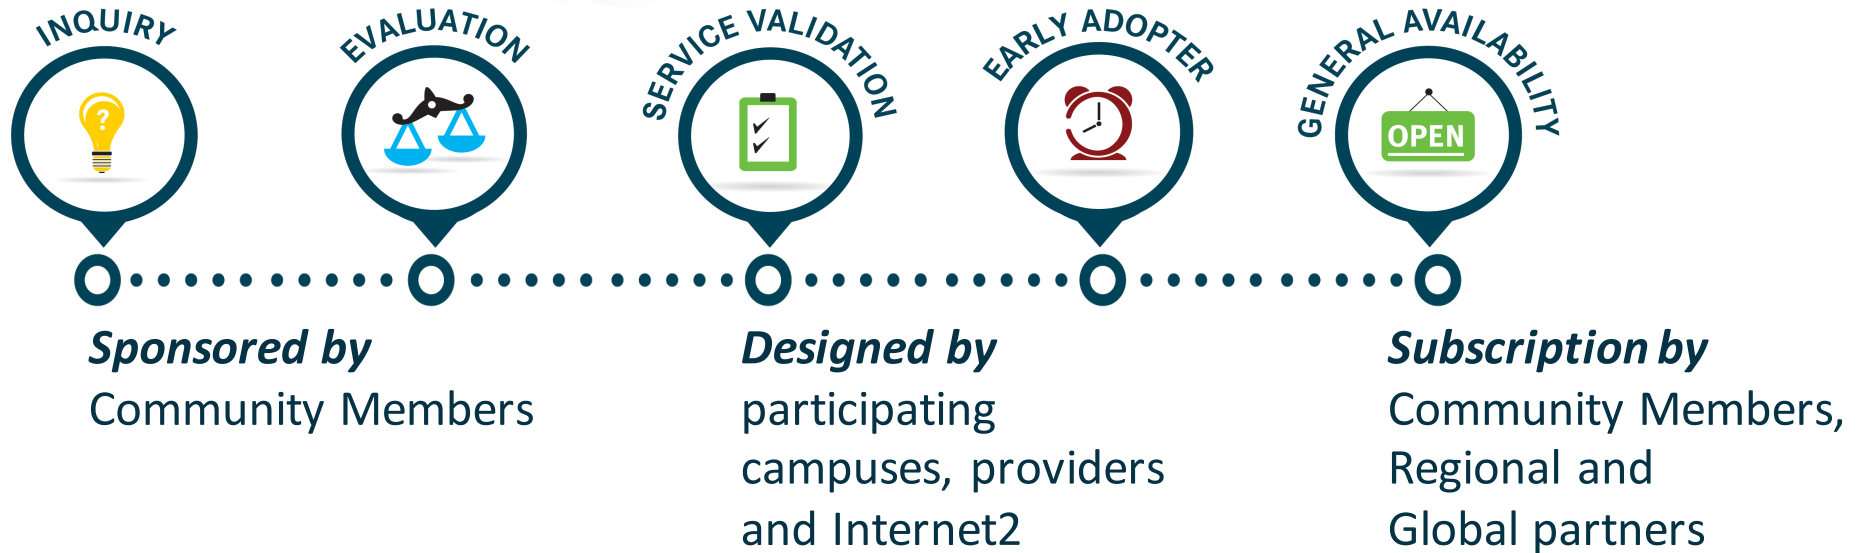 INQUIRY
EVALUATION
SERVICE VALIDATION
EARLY ADOPTER
GENERAL AVAILABILITY
?
OPEN
Sponsored by
Community Members
Designed by
participating
campuses, providers
and Internet2
Subscription by
Community Members,
Regional and
Global partners